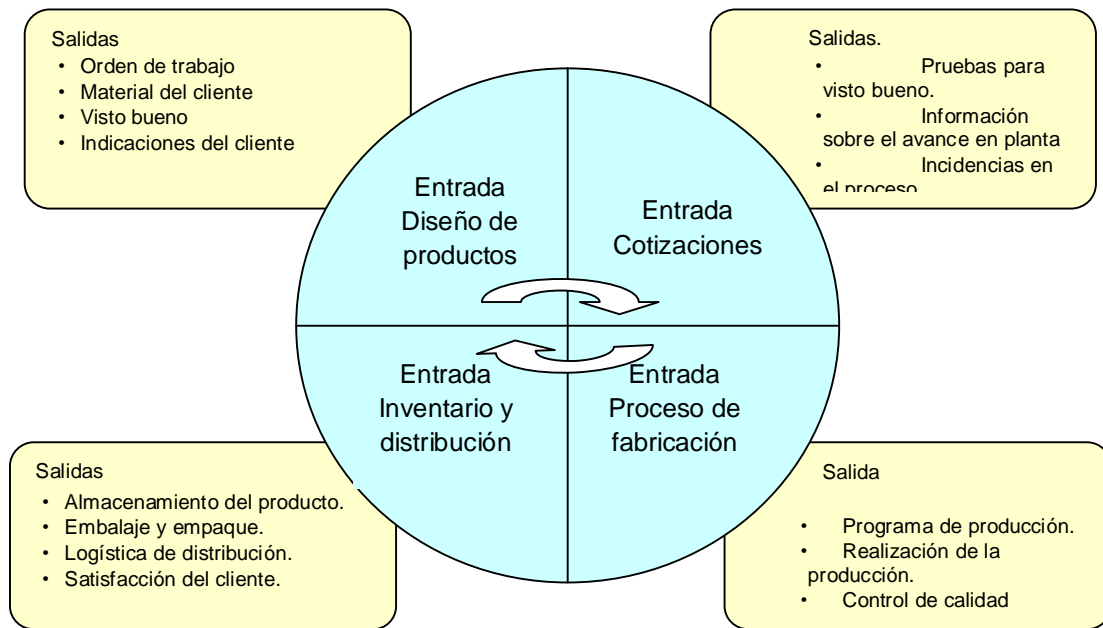 Salidas
• Orden de trabajo
• Material del cliente
• Visto bueno
• Indicaciones del cliente
Salidas.
• Pruebas para
visto bueno.
• Información
sobre el avance en planta
• Incidencias en
el proceso
Entrada
Diseño de
productos
Entrada
Cotizaciones
Entrada
Inventario y
distribución
Entrada
Proceso de
fabricación
Salidas
• Almacenamiento del producto.
• Embalaje y empaque.
• Logística de distribución.
• Satisfacción del cliente.
Salida
• Programa de producción.
• Realización de la
producción.
• Control de calidad